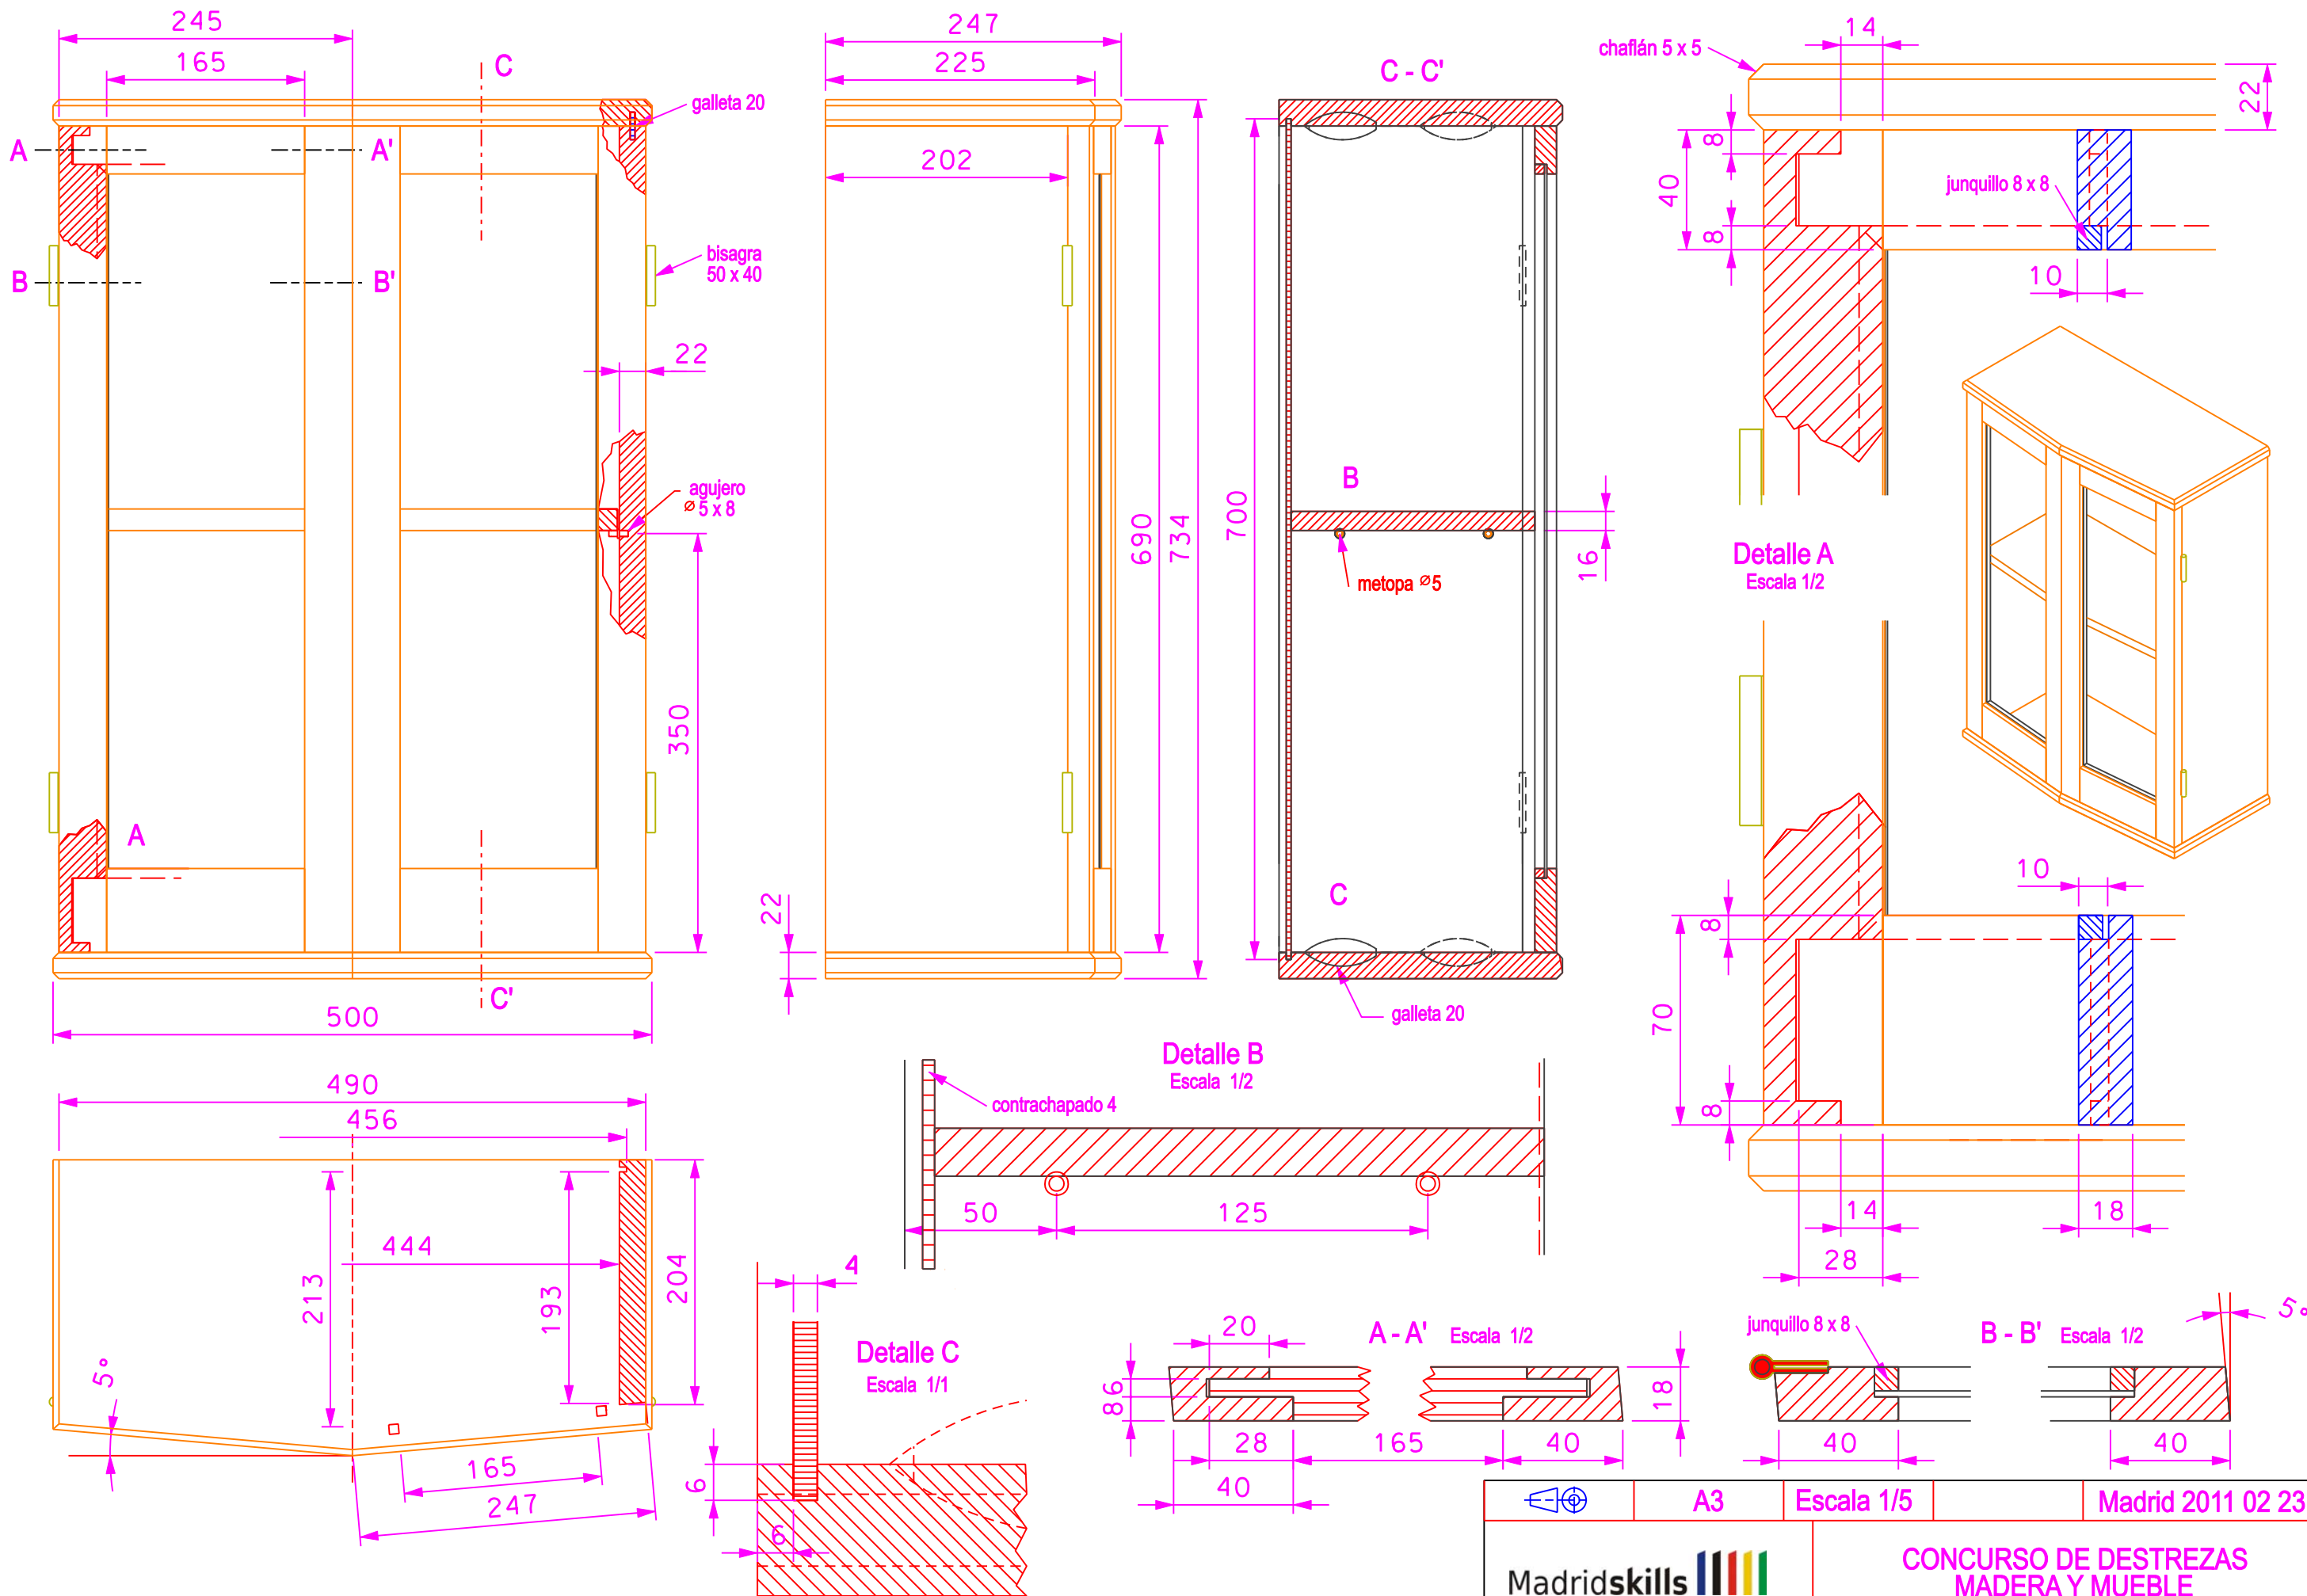 245
165
C
galleta 20
A
A'
B
B'
bisagra
50 x 40
22
agujero
⌀ 5 x 8
350
A
C'
500
247
225
202
690
734
22
C - C'
700
B
16
metopa ⌀5
C
galleta 20
chaflán 5 x 5
14
22
8
40
8
junquillo 8 x 8
10
Detalle A
Escala 1/2
10
8
70
8
14
28
18
490
456
444
213
193
204
5°
165
247
Detalle B
Escala 1/2
contrachapado 4
50
125
4
Detalle C
Escala 1/1
6
6
A - A' Escala 1/2
20
8 6
18
28
165
40
40
junquillo 8 x 8
B - B' Escala 1/2
5°
40
40
A3
Escala 1/5
Madrid 2011 02 23
Madridskills
CONCURSO DE DESTREZAS
MADERA Y MUEBLE